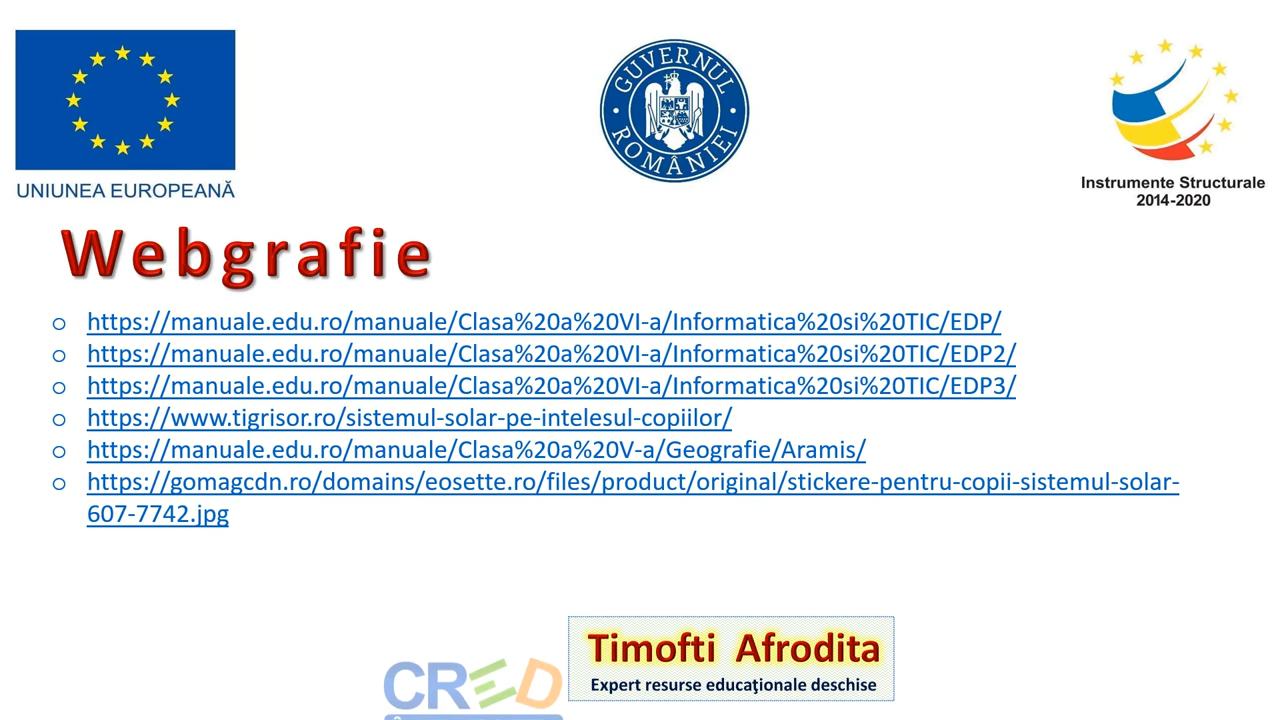 GUVERNUL ROMÂNIEI
UNIUNEA EUROPEANĂ
Instrumente Structurale
2014-2020
Webgrafie
https://manuale.edu.ro/manuale/Clasa%20a%20VI-a/Informatica%20si%20TIC/EDP/
https://manuale.edu.ro/manuale/Clasa%20a%20VI-a/Informatica%20si%20TIC/EDP2/
https://manuale.edu.ro/manuale/Clasa%20a%20VI-a/Informatica%20si%20TIC/EDP3/
https://www.tigrisor.ro/sistemul-solar-pe-intelesul-copiilor/
https://manuale.edu.ro/manuale/Clasa%20a%20V-a/Geografie/Aramis/
https://gomagcdn.ro/domains/eosette.ro/files/product/original/stickere-pentru-copii-sistemul-solar-
607-7742.jpg
Timofti Afrodita
Expert resurse educaţionale deschise
CRED